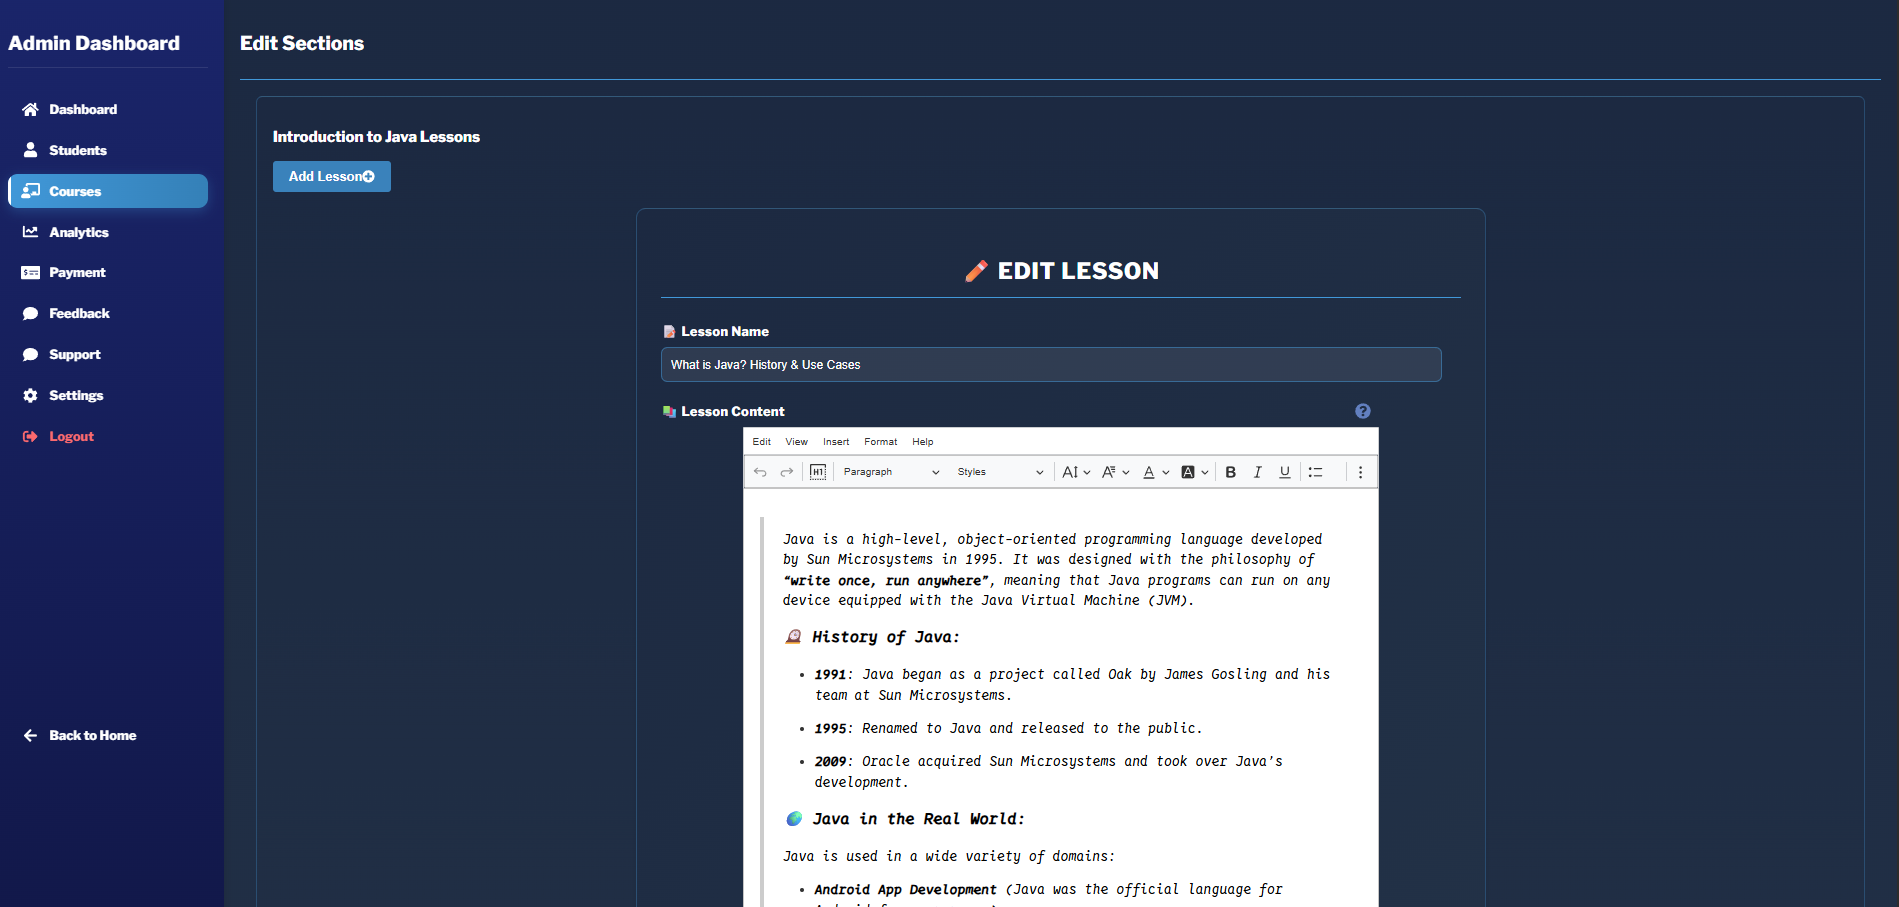 Admin Dashboard
Dashboard
Students
Courses
Analytics
Payment
Feedback
Support
Settings
Logout
Back to Home
Edit Sections
Introduction to Java Lessons
Add Lesson
EDIT LESSON
Lesson Name
What is Java? History & Use Cases
Lesson Content
Edit View Insert Format Help
H1 Paragraph Styles A A A A B I U
Java is a high-level, object-oriented programming language developed
by Sun Microsystems in 1995. It was designed with the philosophy of
“write once, run anywhere”, meaning that Java programs can run on any
device equipped with the Java Virtual Machine (JVM).
History of Java:
• 1991: Java began as a project called Oak by James Gosling and his
team at Sun Microsystems.
• 1995: Renamed to Java and released to the public.
• 2009: Oracle acquired Sun Microsystems and took over Java’s
development.
Java in the Real World:
Java is used in a wide variety of domains:
• Android App Development (Java was the official language for